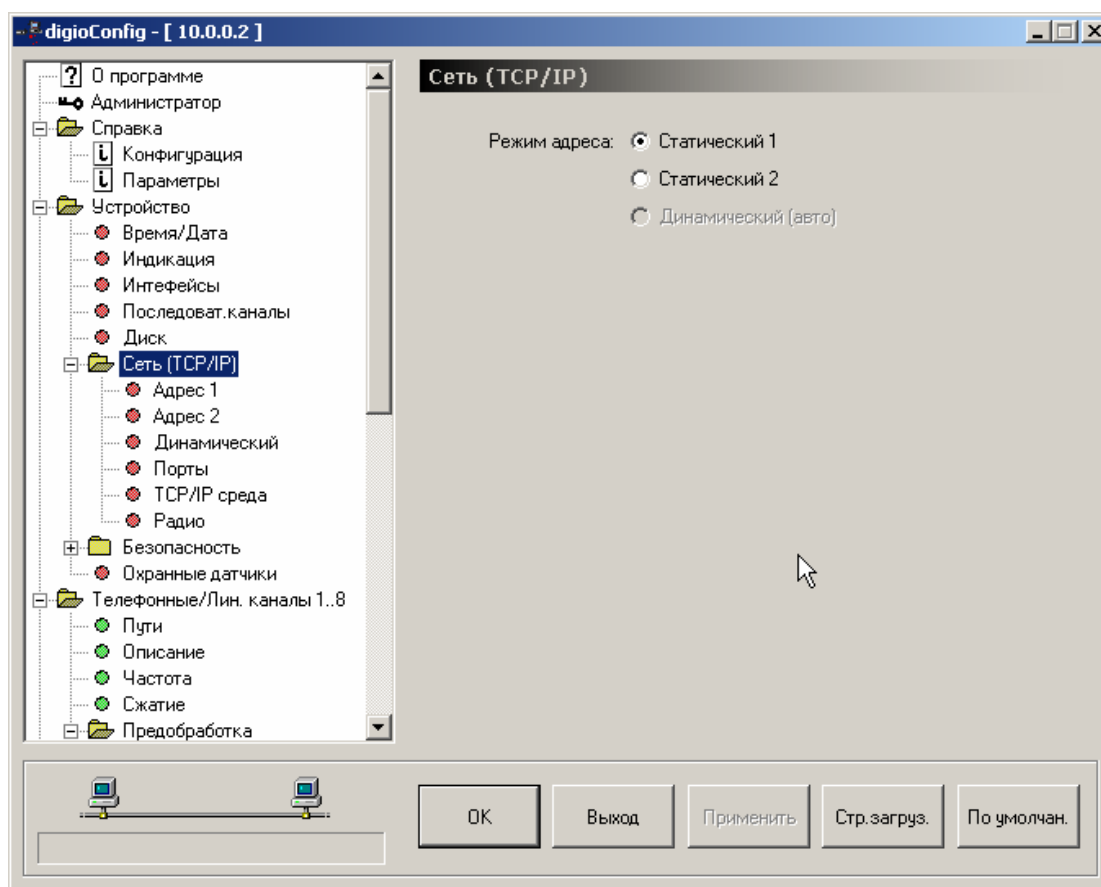 digioConfig - [ 10.0.0.2 ]
О программе
Администратор
Справка
Конфигурация
Параметры
Устройство
Время/Дата
Индикация
Интефейсы
Последоват.каналы
Диск
Сеть (TCP/IP)
Адрес 1
Адрес 2
Динамический
Порты
TCP/IP среда
Радио
Безопасность
Охранные датчики
Телефонные/Лин. каналы 1..8
Пути
Описание
Частота
Сжатие
Предобработка
Сеть (TCP/IP)
Режим адреса:
Статический 1
Статический 2
Динамический (авто)
OK
Выход
Применить
Стр.загруз.
По умолчан.